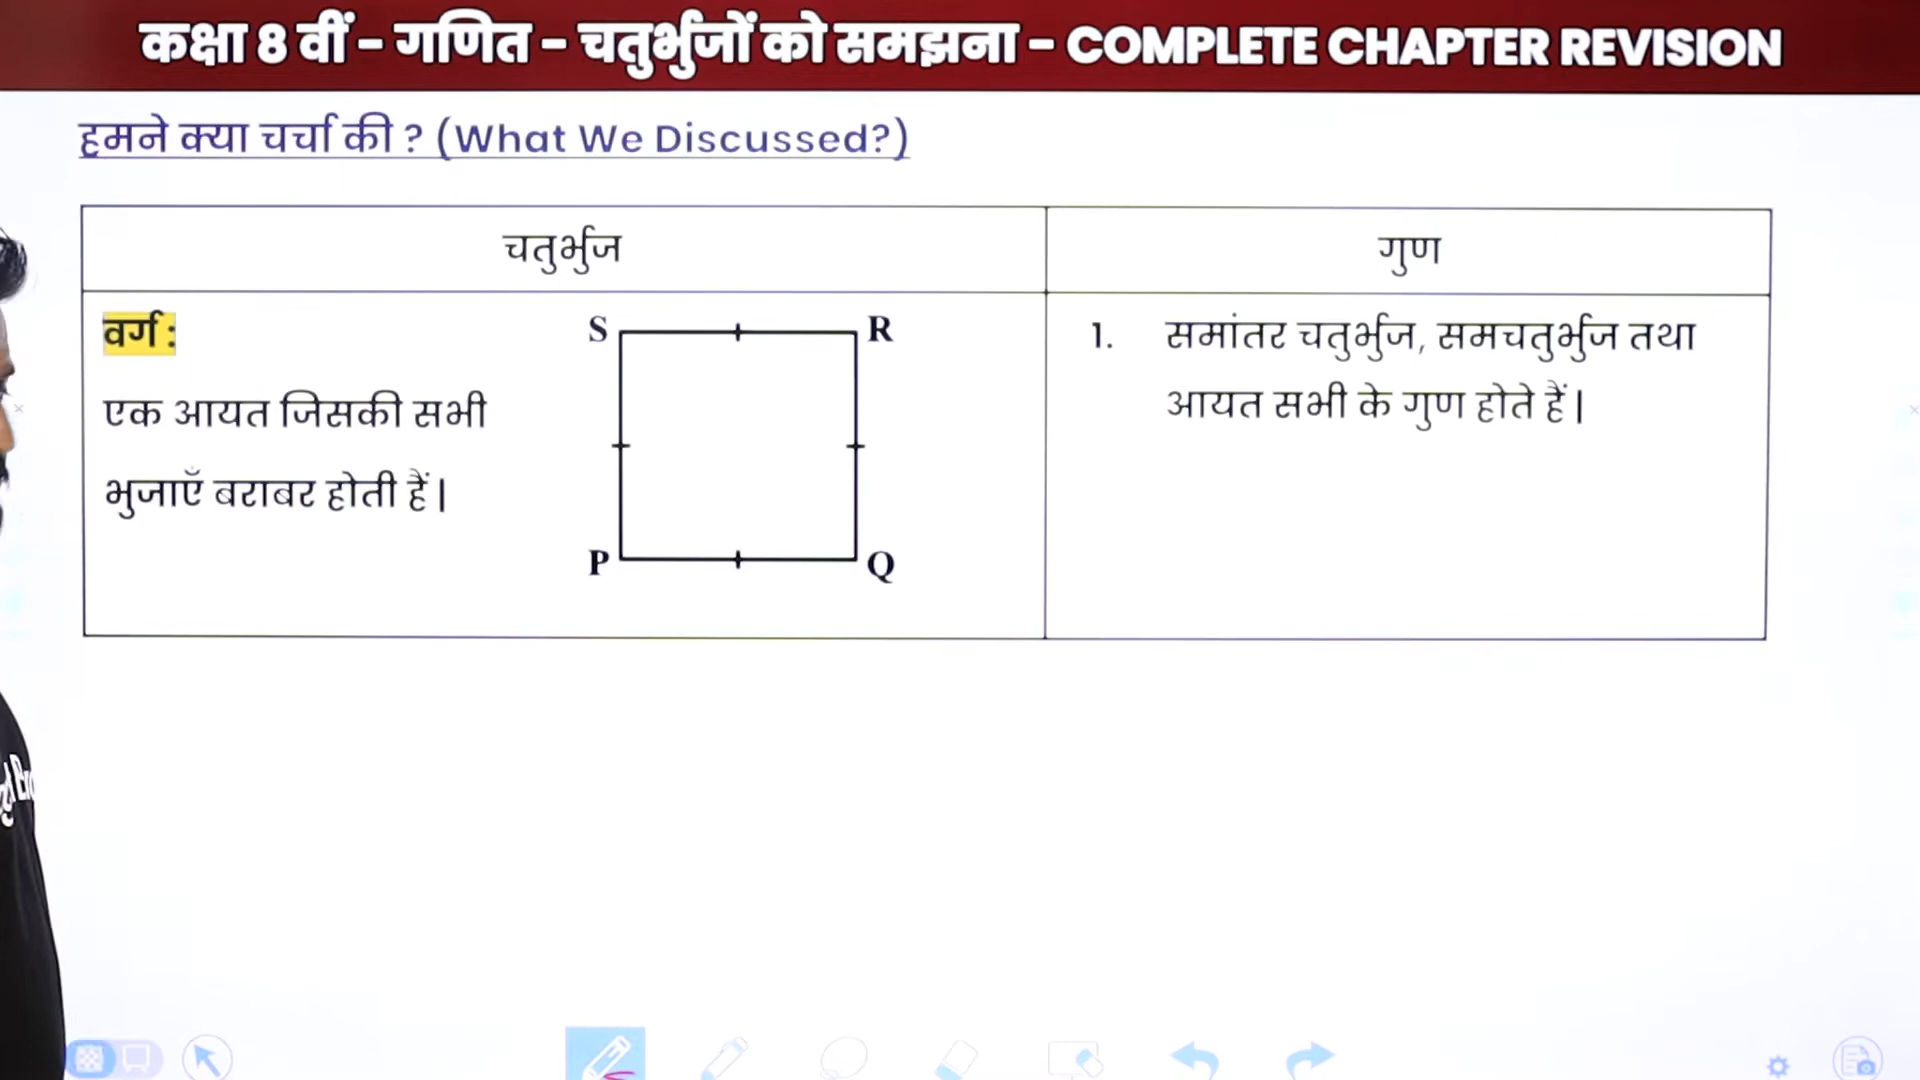 कक्षा 8 वीं – गणित – चतुर्भुजों को समझना – COMPLETE CHAPTER REVISION
हमने क्या चर्चा की ? (What We Discussed?)
चतुर्भुज
गुण
वर्ग :
एक आयत जिसकी सभी
भुजाएँ बराबर होती हैं।
S
R
P
Q
1. समांतर चतुर्भुज, समचतुर्भुज तथा
आयत सभी के गुण होते हैं।